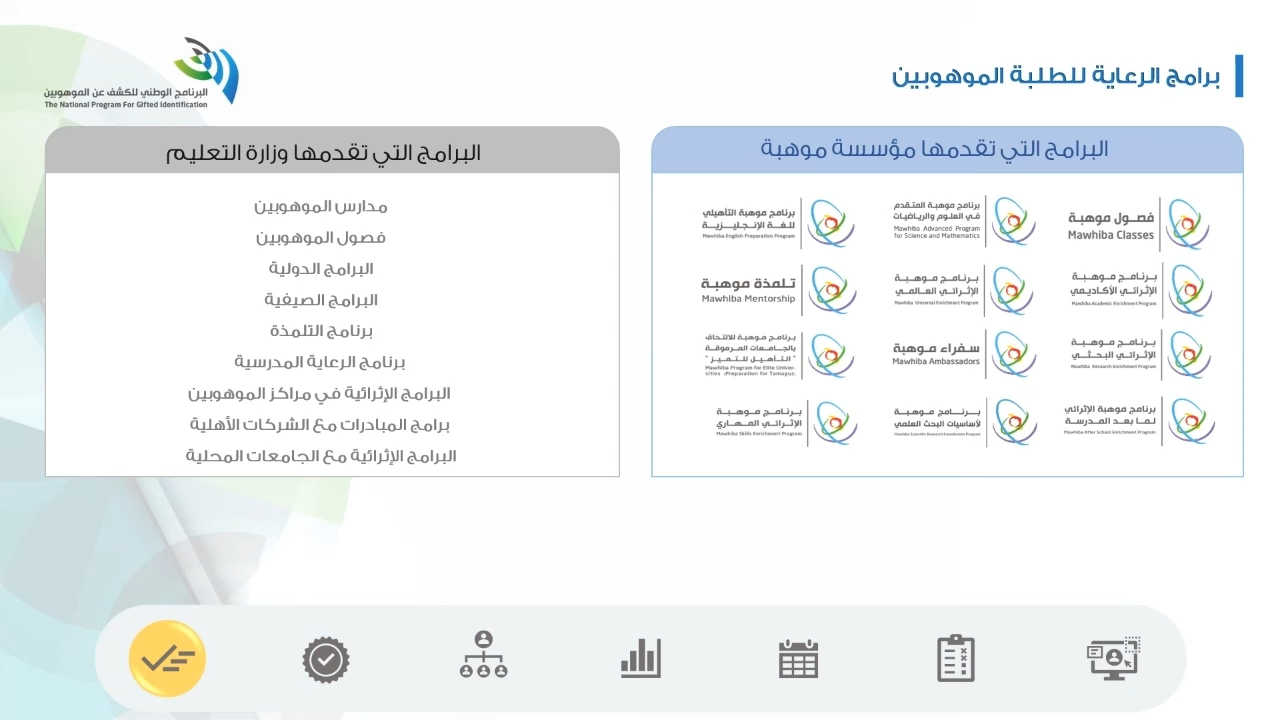 برامج الرعاية للطلبة الموهوبين
البرنامج الوطني للكشف عن الموهوبين
The National Program For Gifted Identification
البرامج التي تقدمها مؤسسة موهبة
فصول موهبة
Mawhiba Classes
برنامج موهبة المتقدم
في العلوم والرياضيات
Mawhiba Advanced Program
for Science and Mathematics
برنامج موهبة التأهيلي
للغة الإنجليزية
Mawhiba English Preparation Program
برنامج موهبة
الإثرائي الأكاديمي
Mawhiba Academic Enrichment Program
برنامج موهبة
الإثرائي العالمي
Mawhiba Universal Enrichment Program
تلمذة موهبة
Mawhiba Mentorship
برنامج موهبة
الإثرائي البحثي
Mawhiba Research Enrichment Program
سفراء موهبة
Mawhiba Ambassadors
برنامج موهبة للالتحاق
بالجامعات المرموقة
" التأهيل للتميز "
Mawhiba Program for Elite Univer-
sities :Preparation for Tamayuz.
برنامج موهبة الإثرائي
لما بعد المدرسة
Mawhiba After School Enrichment Program
برنامج موهبة
لأساسيات البحث العلمي
Mawhiba Scientific Research Foundations Program
برنامج موهبة
الإثرائي المهاري
Mawhiba Skills Enrichment Program
البرامج التي تقدمها وزارة التعليم
مدارس الموهوبين
فصول الموهوبين
البرامج الدولية
البرامج الصيفية
برنامج التلمذة
برنامج الرعاية المدرسية
البرامج الإثرائية في مراكز الموهوبين
برامج المبادرات مع الشركات الأهلية
البرامج الإثرائية مع الجامعات المحلية